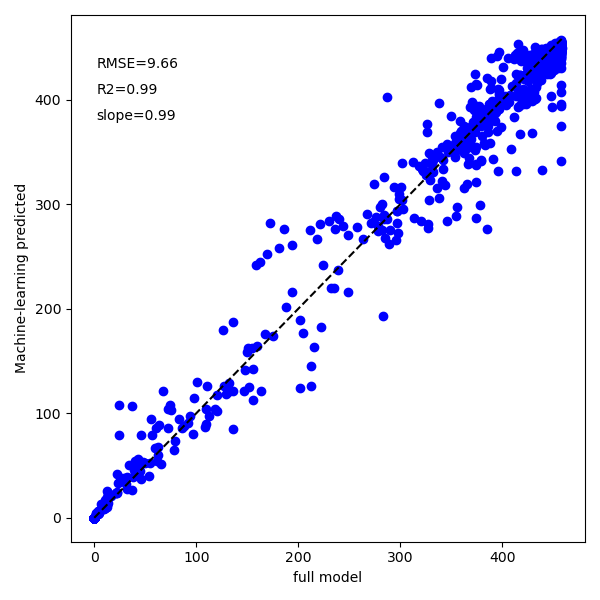 RMSE=9.66
R2=0.99
slope=0.99
Machine-learning predicted
400
300
200
100
0
0 100 200 300 400
full model